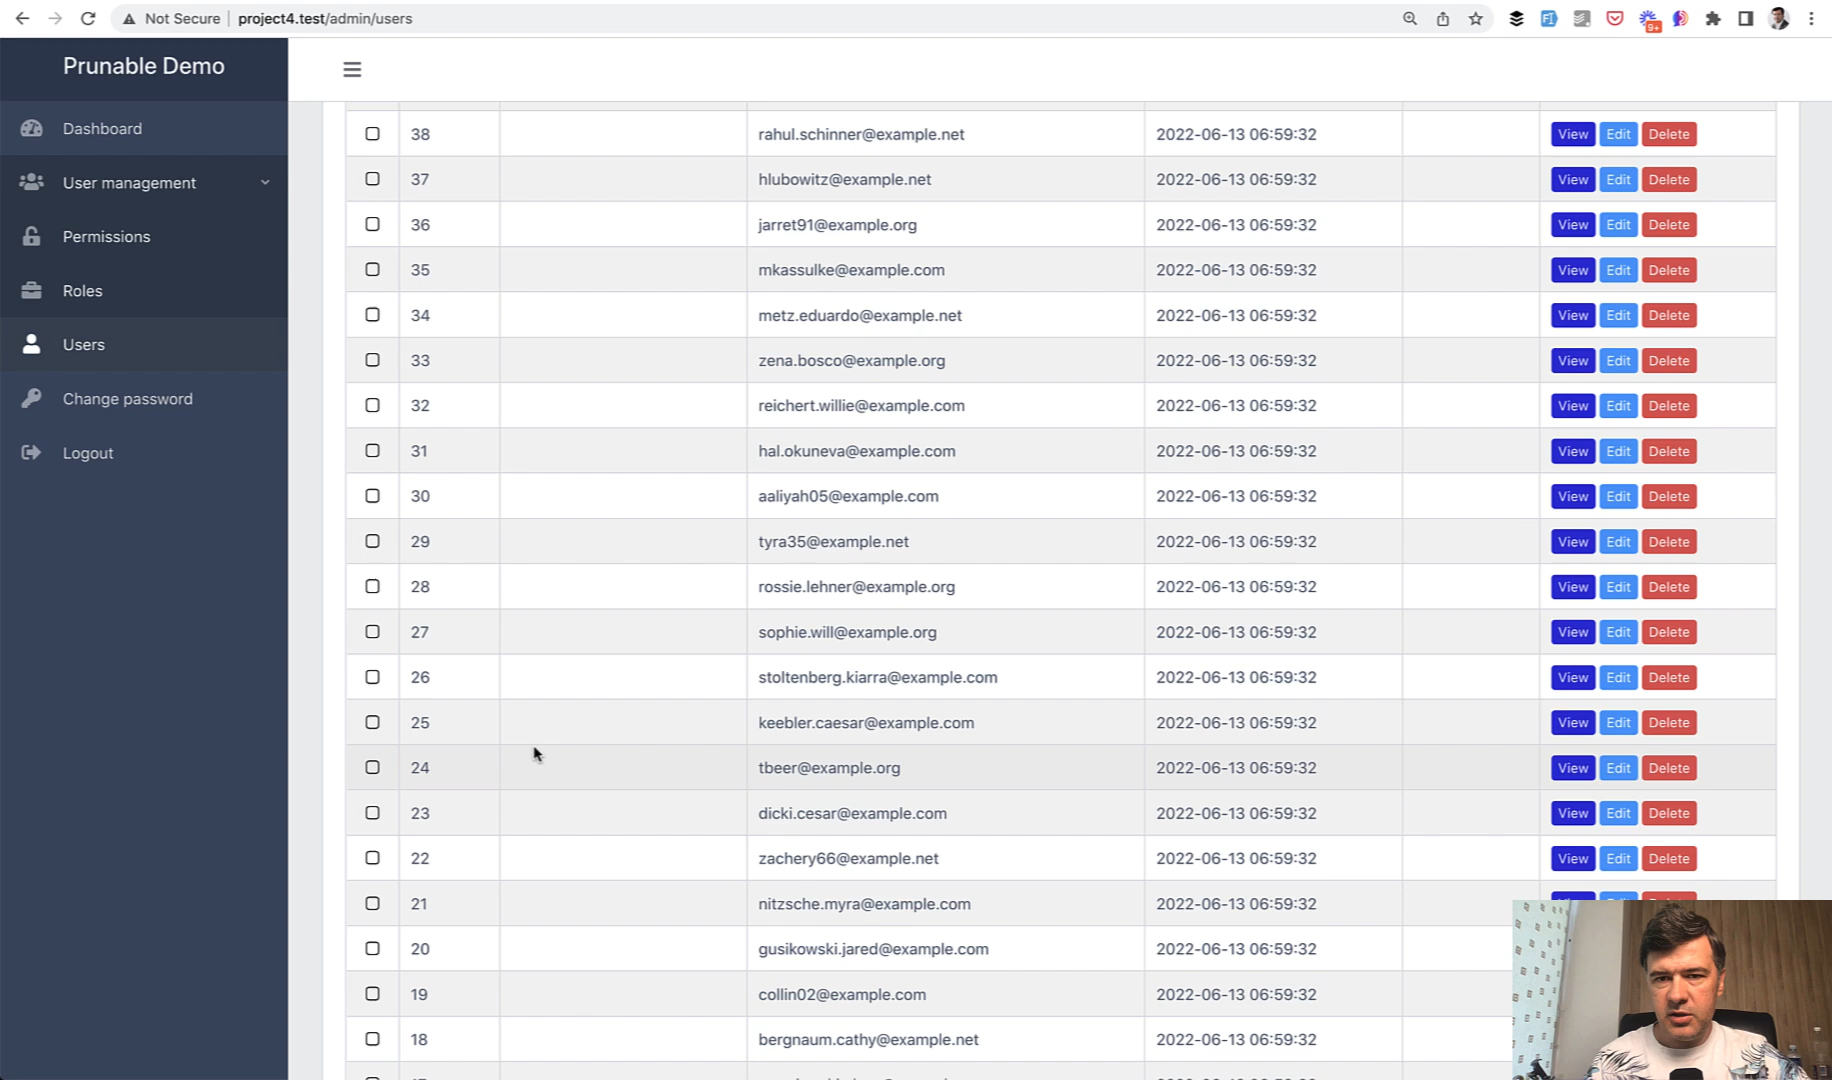 Not Secure project4.test/admin/users
9+
Prunable Demo
Dashboard
User management
Permissions
Roles
Users
Change password
Logout
38 rahul.schinner@example.net 2022-06-13 06:59:32 View Edit Delete
37 hlubowitz@example.net 2022-06-13 06:59:32 View Edit Delete
36 jarret91@example.org 2022-06-13 06:59:32 View Edit Delete
35 mkassulke@example.com 2022-06-13 06:59:32 View Edit Delete
34 metz.eduardo@example.net 2022-06-13 06:59:32 View Edit Delete
33 zena.bosco@example.org 2022-06-13 06:59:32 View Edit Delete
32 reichert.willie@example.com 2022-06-13 06:59:32 View Edit Delete
31 hal.okuneva@example.com 2022-06-13 06:59:32 View Edit Delete
30 aaliyah05@example.com 2022-06-13 06:59:32 View Edit Delete
29 tyra35@example.net 2022-06-13 06:59:32 View Edit Delete
28 rossie.lehner@example.org 2022-06-13 06:59:32 View Edit Delete
27 sophie.will@example.org 2022-06-13 06:59:32 View Edit Delete
26 stoltenberg.kiarra@example.com 2022-06-13 06:59:32 View Edit Delete
25 keebler.caesar@example.com 2022-06-13 06:59:32 View Edit Delete
24 tbeer@example.org 2022-06-13 06:59:32 View Edit Delete
23 dicki.cesar@example.com 2022-06-13 06:59:32 View Edit Delete
22 zachery66@example.net 2022-06-13 06:59:32 View Edit Delete
21 nitzsche.myra@example.com 2022-06-13 06:59:32
20 gusikowski.jared@example.com 2022-06-13 06:59:32
19 collin02@example.com 2022-06-13 06:59:32
18 bergnaum.cathy@example.net 2022-06-13 06:59:32